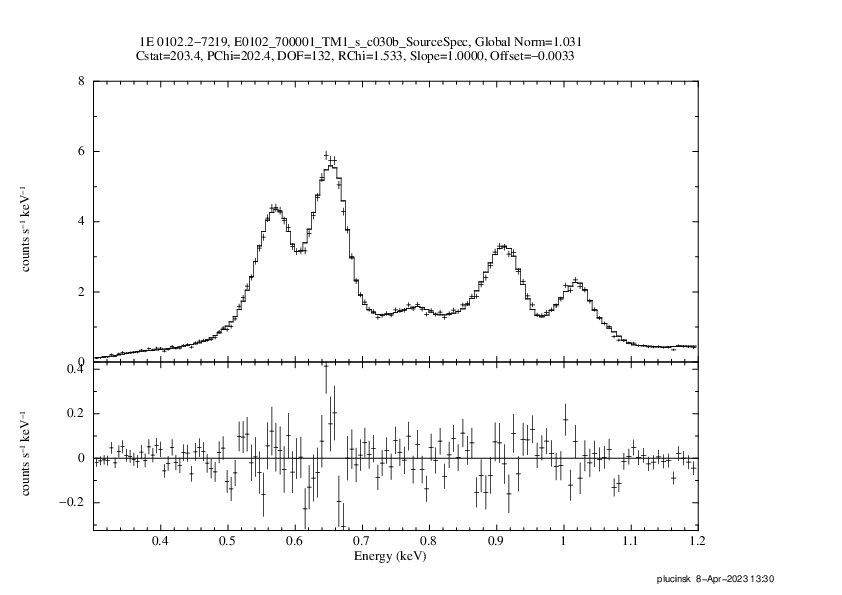 1E 0102.2−7219, E0102_700001_TM1_s_c030b_SourceSpec, Global Norm=1.031
Cstat=203.4, PChi=202.4, DOF=132, RChi=1.533, Slope=1.0000, Offset=−0.0033
8
6
4
2
0
counts s⁻¹ keV⁻¹
0.4
0.2
0
−0.2
counts s⁻¹ keV⁻¹
0.4 0.5 0.6 0.7 0.8 0.9 1 1.1 1.2
Energy (keV)
plucinsk 8−Apr−2023 13:30